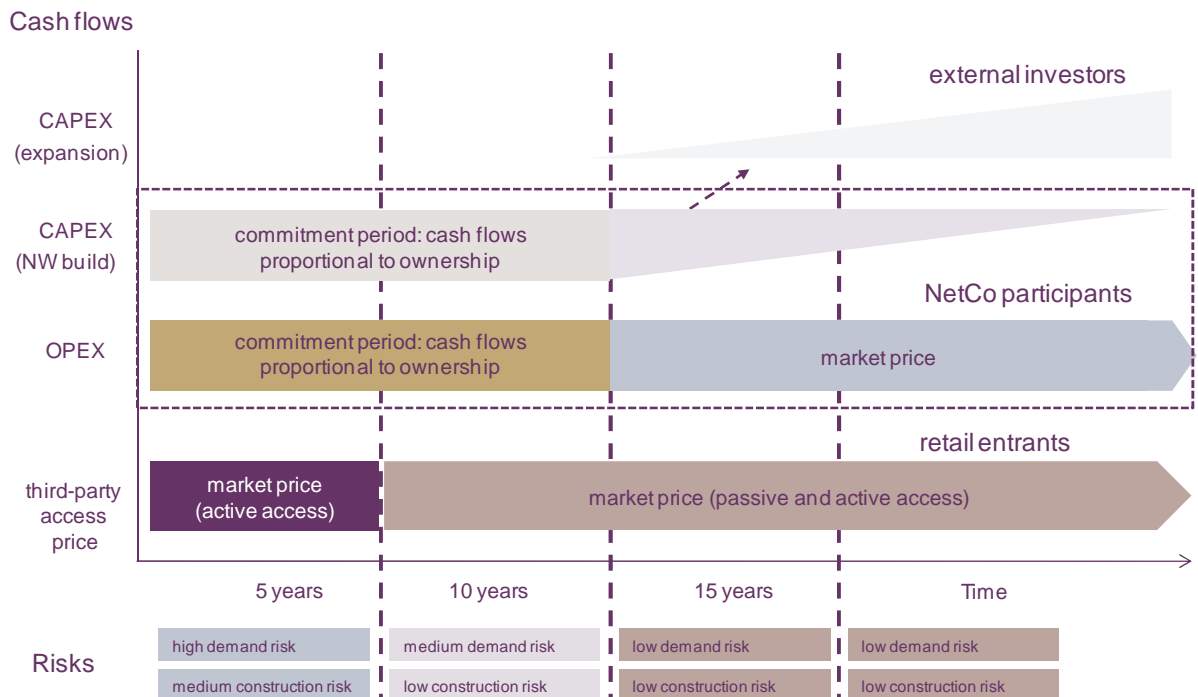 Cash flows
external investors
CAPEX
(expansion)
CAPEX
(NW build)
commitment period: cash flows
proportional to ownership
NetCo participants
OPEX
commitment period: cash flows
proportional to ownership
market price
retail entrants
third-party
access
price
market price
(active access)
market price (passive and active access)
5 years
10 years
15 years
Time
Risks
high demand risk
medium demand risk
low demand risk
low demand risk
medium construction risk
low construction risk
low construction risk
low construction risk